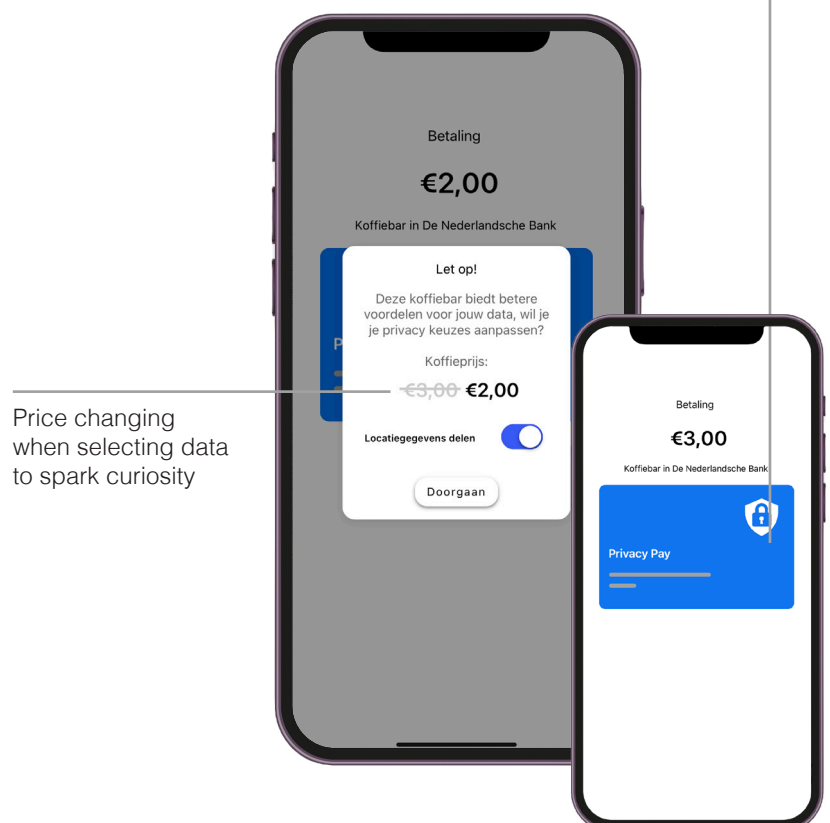 Betaling
€2,00
Koffiebar in De Nederlandsche Bank
P
Let op!
Deze koffiebar biedt betere
voordelen voor jouw data, wil je
je privacy keuzes aanpassen?
Koffieprijs:
€3,00 €2,00
Locatiegegevens delen
Doorgaan
Price changing
when selecting data
to spark curiosity
Betaling
€3,00
Koffiebar in De Nederlandsche Bank
Privacy Pay